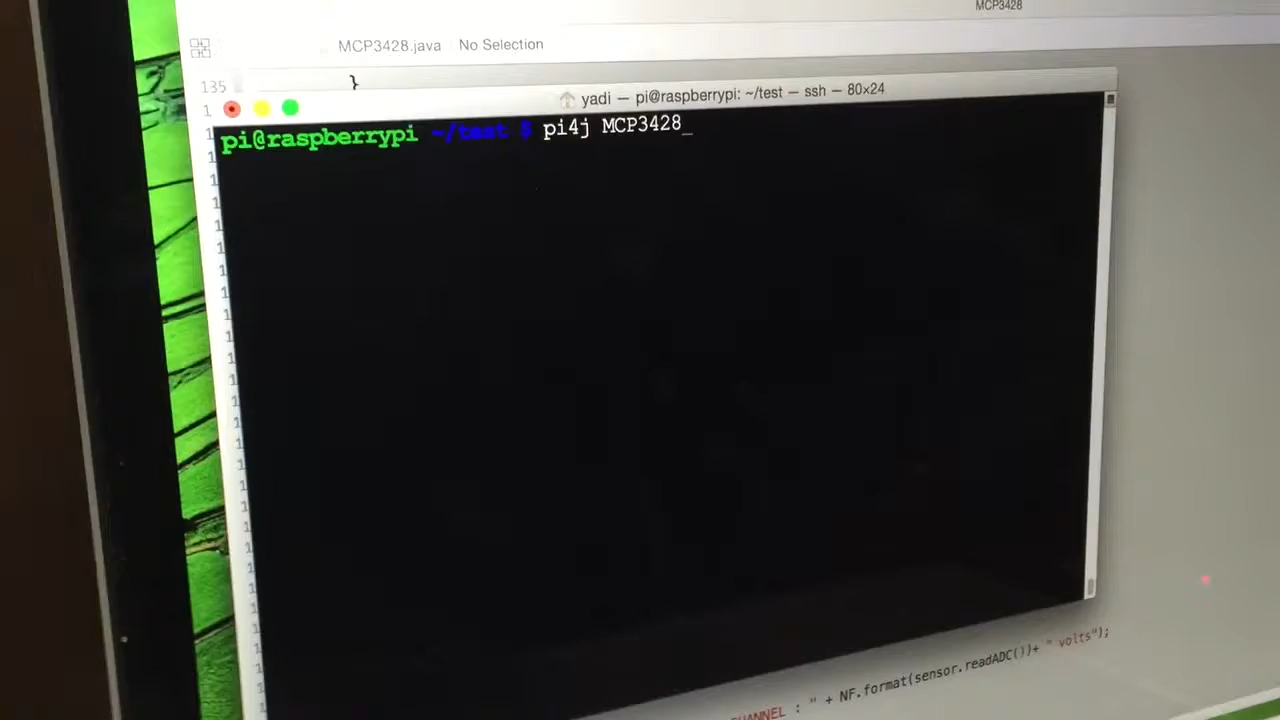 MCP3428
MCP3428.java No Selection
135 }
yadi — pi@raspberrypi: ~/test — ssh — 80×24
pi@raspberrypi ~/test $ pi4j MCP3428_
: " + NF.format(sensor.readADC())+ " volts");